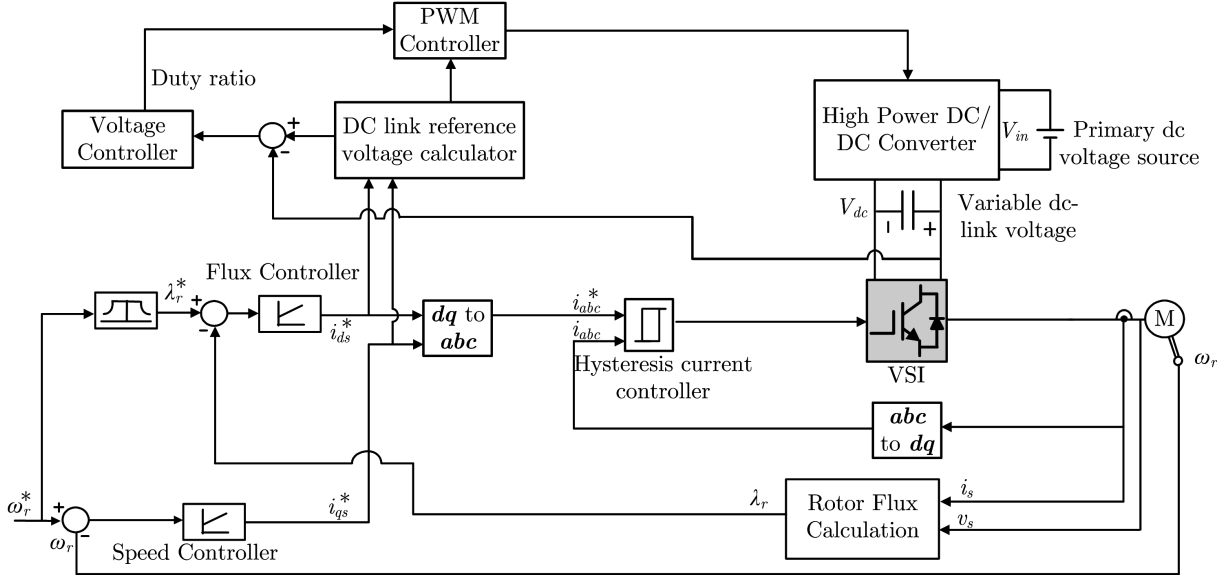 PWM
Controller
Duty ratio
Voltage
Controller
+
-
DC link reference
voltage calculator
High Power DC/
DC Converter
V_in
Primary dc
voltage source
V_dc
-
+
Variable dc-
link voltage
Flux Controller
λ_r^*
+
-
i_ds^*
dq to
abc
i_abc^*
i_abc
Hysteresis current
controller
VSI
M
ω_r
abc
to dq
ω_r^*
+
-
ω_r
Speed Controller
i_qs^*
λ_r
Rotor Flux
Calculation
i_s
v_s